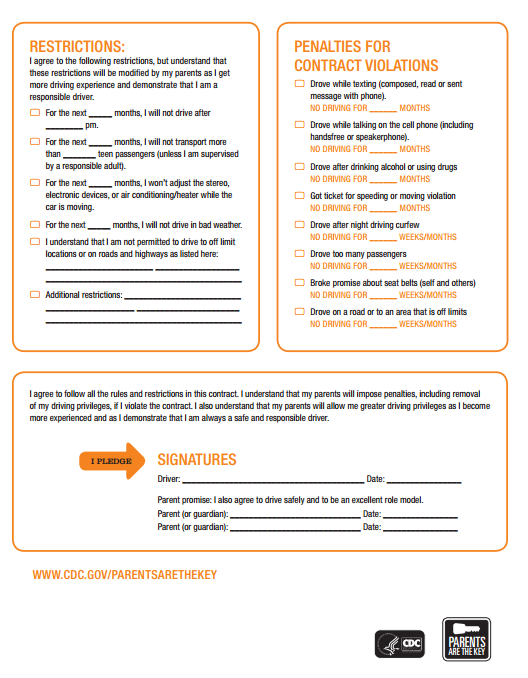 RESTRICTIONS:
I agree to the following restrictions, but understand that
these restrictions will be modified by my parents as I get
more driving experience and demonstrate that I am a
responsible driver.
For the next _____ months, I will not drive after
________ pm.
For the next _____ months, I will not transport more
than _______ teen passengers (unless I am supervised
by a responsible adult).
For the next _____ months, I won't adjust the stereo,
electronic devices, or air conditioning/heater while the
car is moving.
For the next _____ months, I will not drive in bad weather.
I understand that I am not permitted to drive to off limit
locations or on roads and highways as listed here:
Additional restrictions: _______________________
PENALTIES FOR
CONTRACT VIOLATIONS
Drove while texting (composed, read or sent
message with phone).
NO DRIVING FOR ______ MONTHS
Drove while talking on the cell phone (including
handsfree or speakerphone).
NO DRIVING FOR ______ MONTHS
Drove after drinking alcohol or using drugs
NO DRIVING FOR ______ MONTHS
Got ticket for speeding or moving violation
NO DRIVING FOR ______ MONTHS
Drove after night driving curfew
NO DRIVING FOR ______ WEEKS/MONTHS
Drove too many passengers
NO DRIVING FOR ______ WEEKS/MONTHS
Broke promise about seat belts (self and others)
NO DRIVING FOR ______ WEEKS/MONTHS
Drove on a road or to an area that is off limits
NO DRIVING FOR ______ WEEKS/MONTHS
I agree to follow all the rules and restrictions in this contract. I understand that my parents will impose penalties, including removal
of my driving privileges, if I violate the contract. I also understand that my parents will allow me greater driving privileges as I become
more experienced and as I demonstrate that I am always a safe and responsible driver.
I PLEDGE
SIGNATURES
Driver: ____________________________________ Date: _______________
Parent promise: I also agree to drive safely and to be an excellent role model.
Parent (or guardian): __________________________ Date: _______________
Parent (or guardian): __________________________ Date: _______________
WWW.CDC.GOV/PARENTSARETHEKEY
CDC
PARENTS
ARE THE KEY